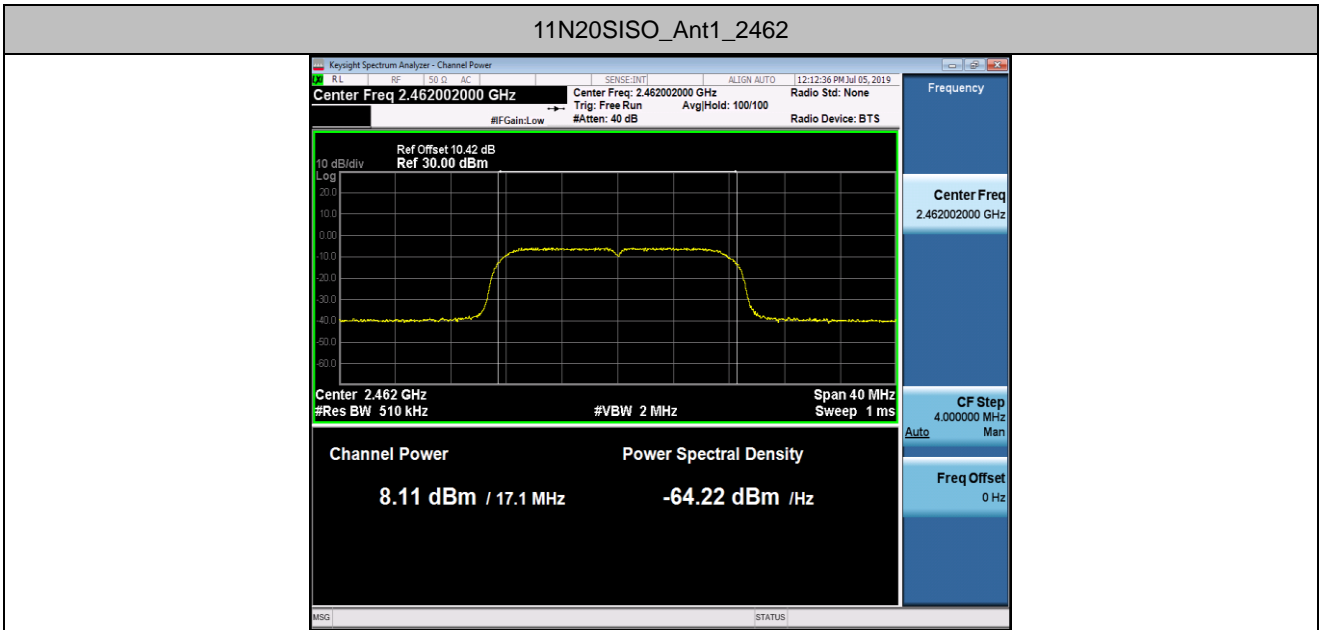 11N20SISO_Ant1_2462
Keysight Spectrum Analyzer - Channel Power
RL RF 50 Ω AC SENSE:INT ALIGN AUTO 12:12:36 PM Jul 05, 2019
Center Freq 2.462002000 GHz
Center Freq: 2.462002000 GHz
Radio Std: None
Trig: Free Run Avg|Hold: 100/100
#IFGain:Low
#Atten: 40 dB
Radio Device: BTS
Ref Offset 10.42 dB
10 dB/div Ref 30.00 dBm
Log
20.0
10.0
0.00
-10.0
-20.0
-30.0
-40.0
-50.0
-60.0
Center 2.462 GHz Span 40 MHz
#Res BW 510 kHz #VBW 2 MHz Sweep 1 ms
Channel Power Power Spectral Density
8.11 dBm / 17.1 MHz -64.22 dBm /Hz
MSG STATUS
Frequency
Center Freq
2.462002000 GHz
CF Step
4.000000 MHz
Auto Man
Freq Offset
0 Hz